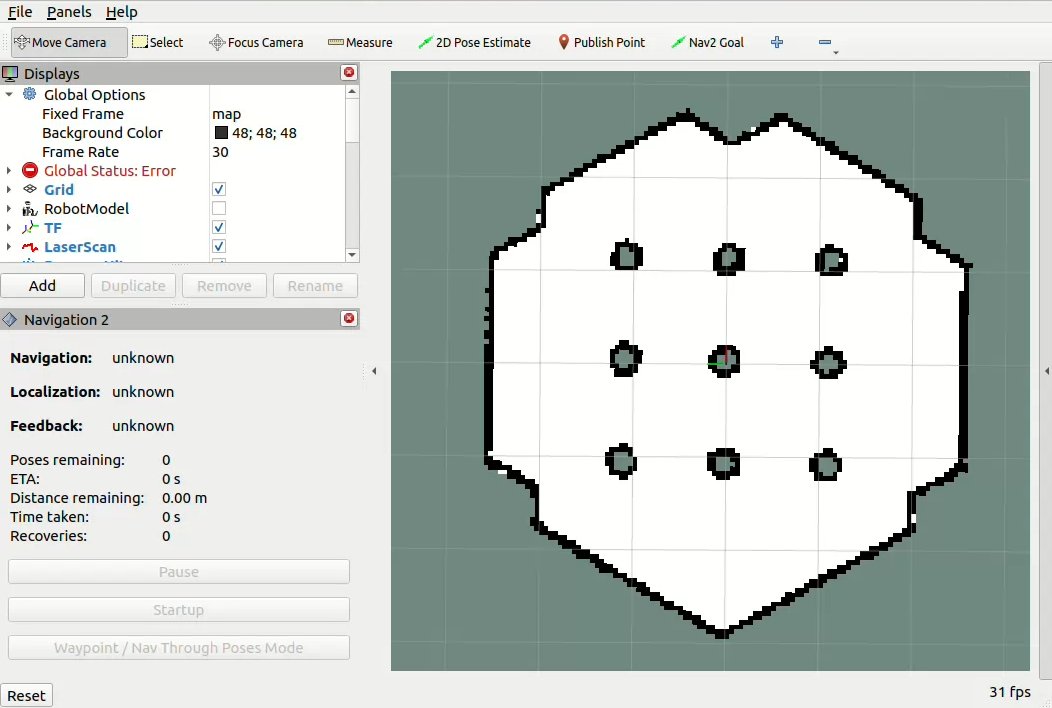 File Panels Help
Move Camera Select Focus Camera Measure 2D Pose Estimate Publish Point Nav2 Goal
Displays
Global Options
Fixed Frame map
Background Color 48; 48; 48
Frame Rate 30
Global Status: Error
Grid
RobotModel
TF
LaserScan
Add Duplicate Remove Rename
Navigation 2
Navigation: unknown
Localization: unknown
Feedback: unknown
Poses remaining: 0
ETA: 0 s
Distance remaining: 0.00 m
Time taken: 0 s
Recoveries: 0
Pause
Startup
Waypoint / Nav Through Poses Mode
Reset 31 fps